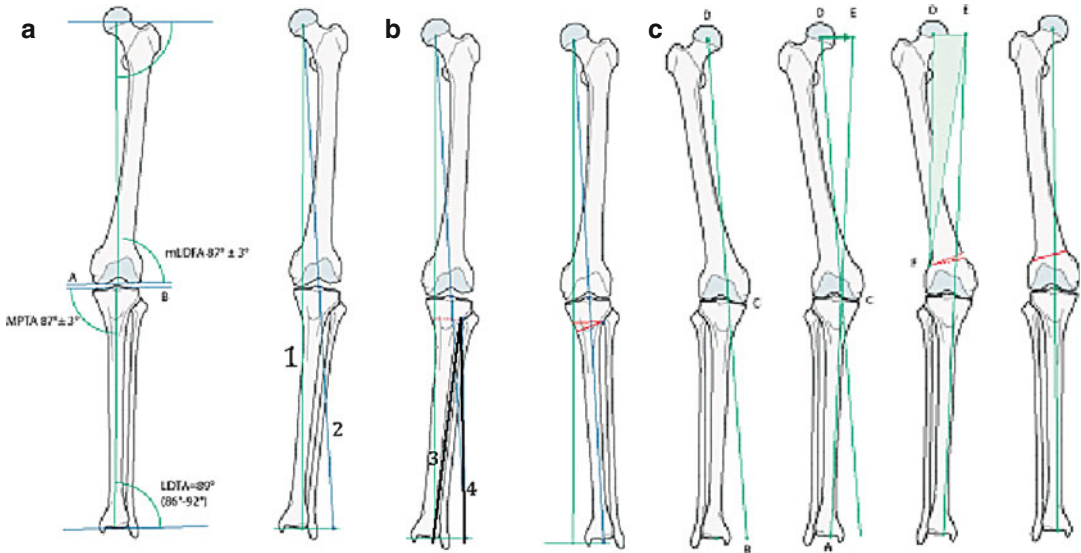 a
mLDFA 87° ± 3°
A
B
MPTA 87° ± 3°
LDTA=89°
(86°-92°)
1
2
b
3
4
c
D
C
B
D
E
C
A
D
E
F